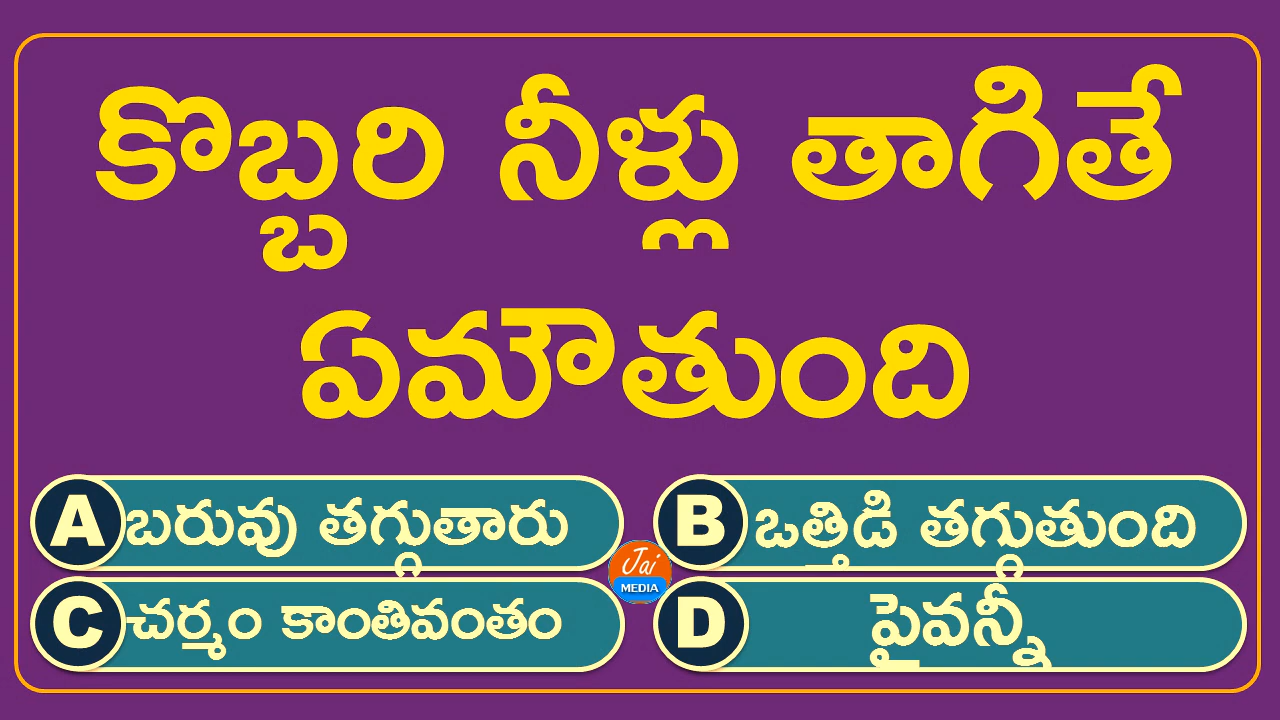 కొబ్బరి నీళ్లు తాగితే
ఏమౌతుంది
A బరువు తగ్గుతారు
B ఒత్తిడి తగ్గుతుంది
Jai
MEDIA
C చర్మం కాంతివంతం
D పైవన్నీ